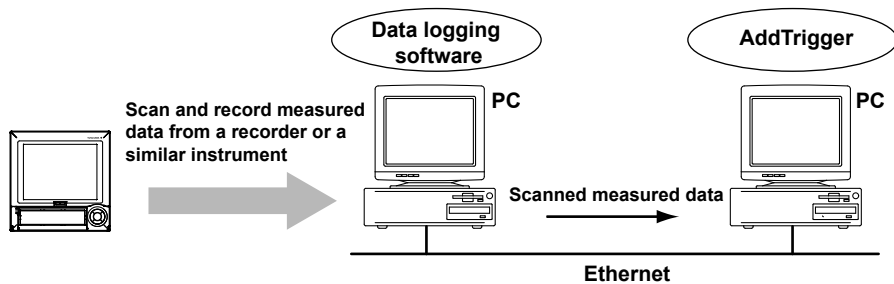 Data logging
software
AddTrigger
PC
PC
Scan and record measured
data from a recorder or a
similar instrument
Scanned measured data
Ethernet